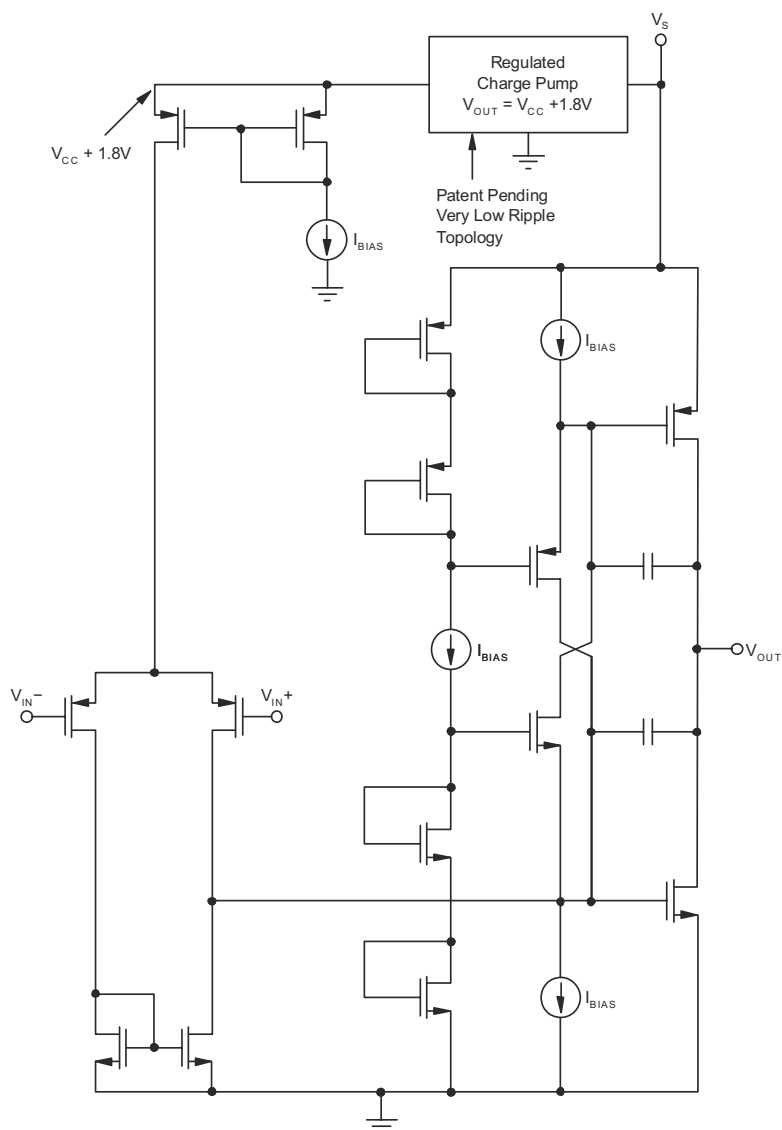 V_S
Regulated
Charge Pump
V_OUT = V_CC +1.8V
V_CC + 1.8V
Patent Pending
Very Low Ripple
Topology
I_BIAS
I_BIAS
I_BIAS
V_OUT
V_IN−
V_IN+
I_BIAS